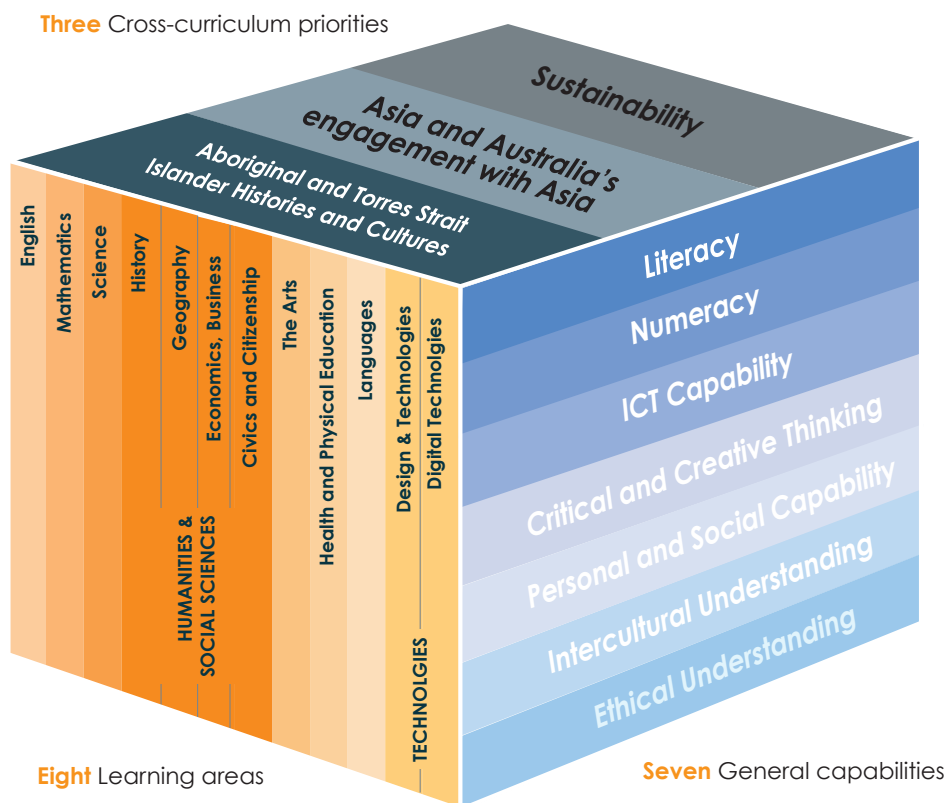 Three Cross-curriculum priorities
Sustainability
Asia and Australia's
engagement with Asia
Aboriginal and Torres Strait
Islander Histories and Cultures
English
Mathematics
Science
History
Geography
Economics, Business
Civics and Citizenship
HUMANITIES &
SOCIAL SCIENCES
The Arts
Health and Physical Education
Languages
Design & Technologies
Digital Technolgies
TECHNOLGIES
Literacy
Numeracy
ICT Capability
Critical and Creative Thinking
Personal and Social Capability
Intercultural Understanding
Ethical Understanding
Eight Learning areas
Seven General capabilities